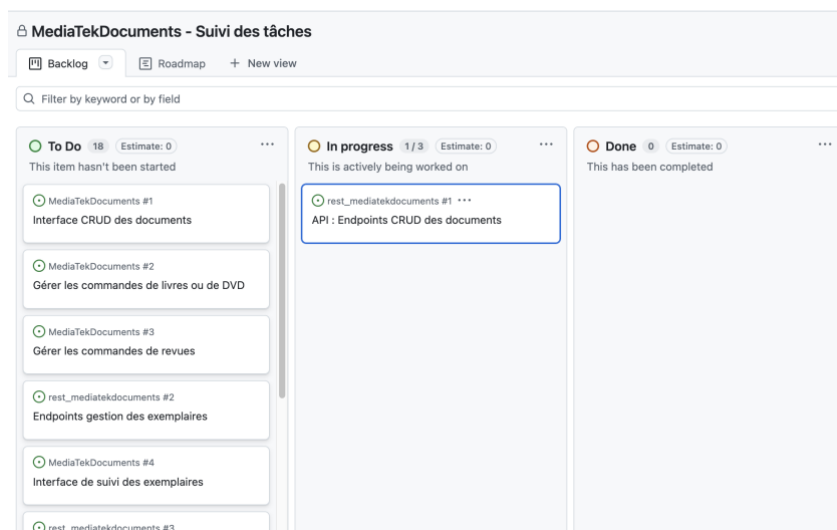 MediaTekDocuments - Suivi des tâches
Backlog
Roadmap
+ New view
Filter by keyword or by field
To Do 18 Estimate: 0 ...
This item hasn't been started
MediaTekDocuments #1
Interface CRUD des documents
MediaTekDocuments #2
Gérer les commandes de livres ou de DVD
MediaTekDocuments #3
Gérer les commandes de revues
rest_mediatekdocuments #2
Endpoints gestion des exemplaires
MediaTekDocuments #4
Interface de suivi des exemplaires
rest_mediatekdocuments #3
In progress 1 / 3 Estimate: 0 ...
This is actively being worked on
rest_mediatekdocuments #1 ...
API : Endpoints CRUD des documents
Done 0 Estimate: 0 ...
This has been completed